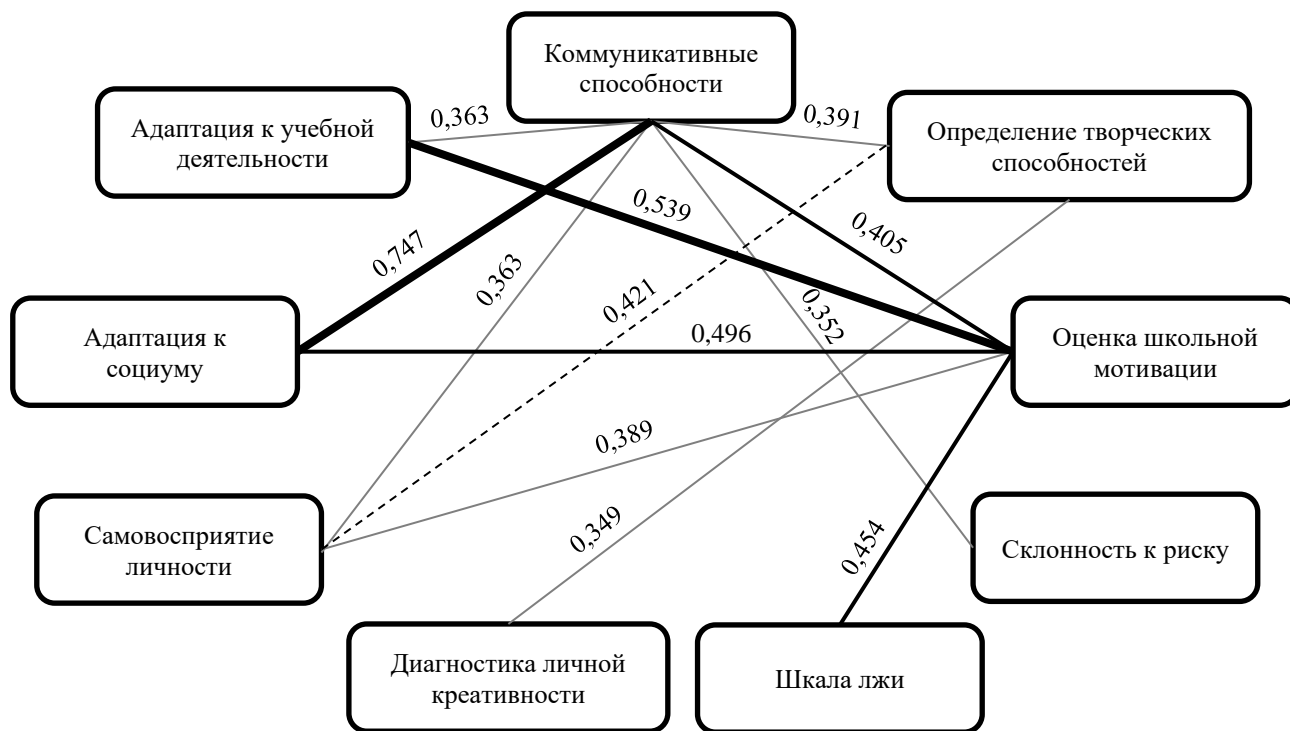 Коммуникативные
способности
Адаптация к учебной
деятельности
0,363
0,391
Определение творческих
способностей
0,539
0,405
0,747
0,363
0,421
0,352
Адаптация к
социуму
0,496
Оценка школьной
мотивации
0,389
Самовосприятие
личности
0,349
0,454
Склонность к риску
Диагностика личной
креативности
Шкала лжи